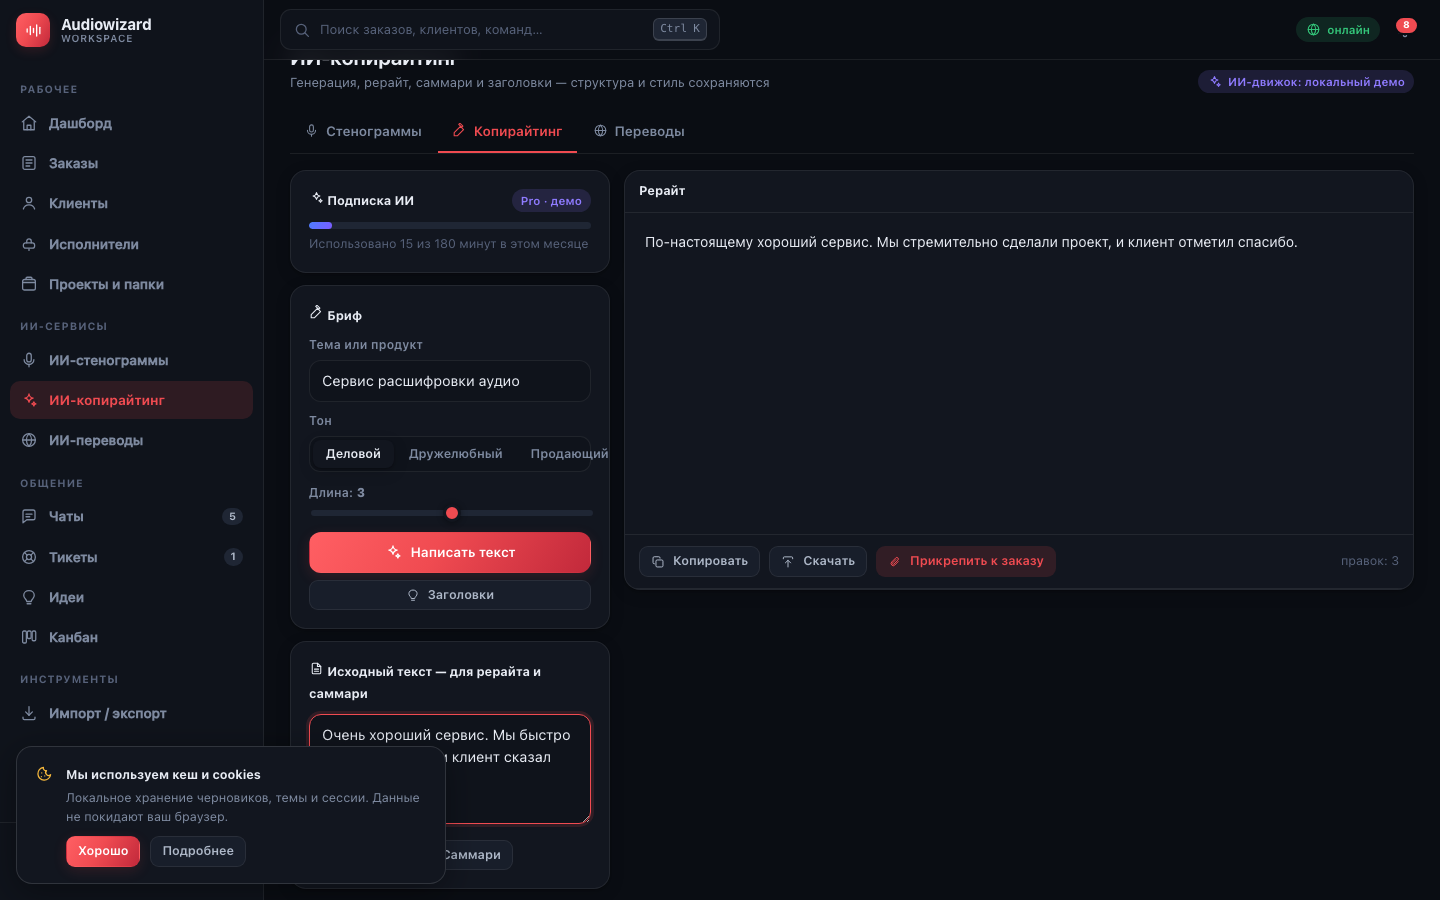 Audiowizard
WORKSPACE
Поиск заказов, клиентов, команд...
Ctrl K
онлайн
8
РАБОЧЕЕ
Дашборд
Заказы
Клиенты
Исполнители
Проекты и папки
ИИ-СЕРВИСЫ
ИИ-стенограммы
ИИ-копирайтинг
ИИ-переводы
ОБЩЕНИЕ
Чаты
5
Тикеты
1
Идеи
Канбан
ИНСТРУМЕНТЫ
Импорт / экспорт
ИИ-копирайтинг
Генерация, рерайт, саммари и заголовки — структура и стиль сохраняются
ИИ-движок: локальный демо
Стенограммы
Копирайтинг
Переводы
Подписка ИИ
Pro · демо
Использовано 15 из 180 минут в этом месяце
Бриф
Тема или продукт
Сервис расшифровки аудио
Тон
Деловой
Дружелюбный
Продающий
Длина: 3
Написать текст
Заголовки
Исходный текст — для рерайта и
саммари
Очень хороший сервис. Мы быстро
и клиент сказал
Саммари
Рерайт
По-настоящему хороший сервис. Мы стремительно сделали проект, и клиент отметил спасибо.
Копировать
Скачать
Прикрепить к заказу
правок: 3
Мы используем кеш и cookies
Локальное хранение черновиков, темы и сессии. Данные
не покидают ваш браузер.
Хорошо
Подробнее